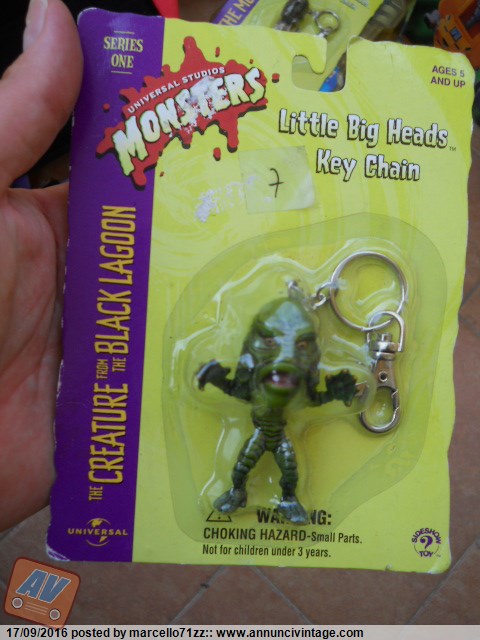 SERIES
ONE
UNIVERSAL STUDIOS
MONSTERS
AGES 5
AND UP
Little Big Heads™
Key Chain
7
THE CREATURE FROM THE BLACK LAGOON
UNIVERSAL
WARNING:
CHOKING HAZARD-Small Parts.
Not for children under 3 years.
SIDESHOW
?
TOY
AV
17/09/2016 posted by marcello71zz:: www.annuncivintage.com